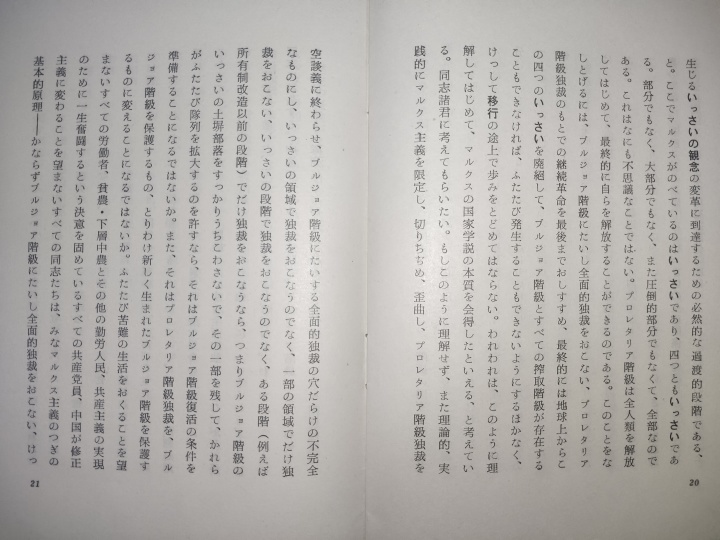 生じるいっさいの観念の変革に到達するための必然的な過渡的段階である、
と。ここでマルクスがのべているのはいっさいであり、四つともいっさいであ
る。部分でもなく、大部分でもなく、また圧倒的部分でもなくて、全部なので
ある。これはなにも不思議なことではない。プロレタリア階級は全人類を解放
してはじめて、最終的に自らを解放することができるのである。このことをな
しとげるには、ブルジョア階級にたいし全面的独裁をおこない、プロレタリア
階級独裁のもとでの継続革命を最後までおしすすめ、最終的には地球上からこ
の四つのいっさいを廃絶して、ブルジョア階級とすべての搾取階級が存在する
こともできなければ、ふたたび発生することもできないようにするほかなく、
けっして移行の途上で歩みをとどめてはならない。われわれは、このように理
解してはじめて、マルクスの国家学説の本質を会得したといえる、と考えてい
る。同志諸君に考えてもらいたい。もしこのように理解せず、また理論的、実
践的にマルクス主義を限定し、切りちぢめ、歪曲し、プロレタリア階級独裁を
20
空談義に終わらせ、ブルジョア階級にたいする全面的独裁の穴だらけの不完全
なものにし、いっさいの領域で独裁をおこなうのでなく、一部の領域でだけ独
裁をおこない、いっさいの段階で独裁をおこなうのでなく、ある段階（例えば
所有制改造以前の段階）でだけ独裁をおこなうなら、つまりブルジョア階級の
いっさいの土塀部落をすっかりうちこわさないで、その一部を残して、かれら
がふたたび隊列を拡大するのを許すなら、それはブルジョア階級復活の条件を
準備することになるではないか。また、それはプロレタリア階級独裁を、ブル
ジョア階級を保護するもの、とりわけ新しく生まれたブルジョア階級を保護す
るものに変えることになるではないか。ふたたび苦難の生活をおくることを望
まないすべての労働者、貧農・下層中農とその他の勤労人民、共産主義の実現
のために一生奮闘するという決意を固めているすべての共産党員、中国が修正
主義に変わることを望まないすべての同志たちは、みなマルクス主義のつぎの
基本的原理――かならずブルジョア階級にたいし全面的独裁をおこない、けっ
21